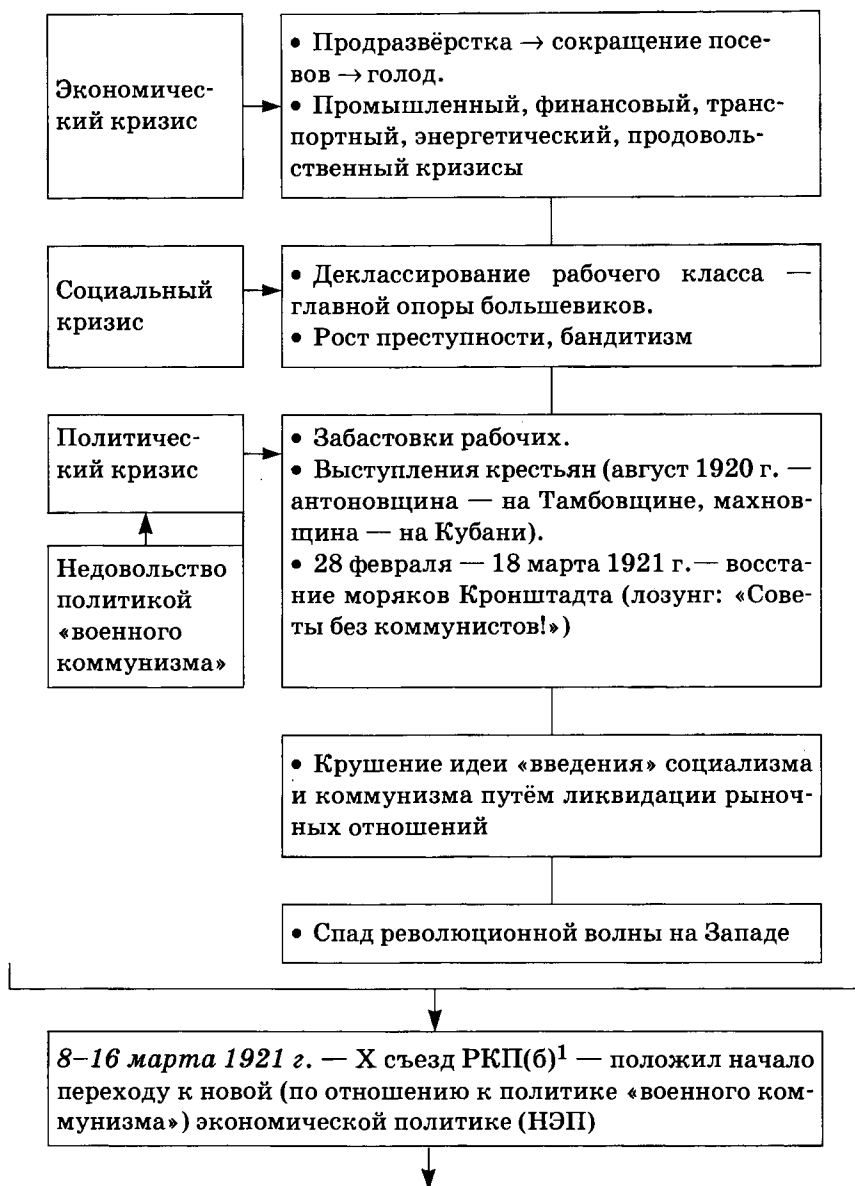 Экономичес-
кий кризис
• Продразвёрстка → сокращение посе-
вов → голод.
• Промышленный, финансовый, транс-
портный, энергетический, продоволь-
ственный кризисы
Социальный
кризис
• Деклассирование рабочего класса —
главной опоры большевиков.
• Рост преступности, бандитизм
Политичес-
кий кризис
Недовольство
политикой
«военного
коммунизма»
• Забастовки рабочих.
• Выступления крестьян (август 1920 г. —
антоновщина — на Тамбовщине, махнов-
щина — на Кубани).
• 28 февраля — 18 марта 1921 г.— восста-
ние моряков Кронштадта (лозунг: «Сове-
ты без коммунистов!»)
• Крушение идеи «введения» социализма
и коммунизма путём ликвидации рыноч-
ных отношений
• Спад революционной волны на Западе
8–16 марта 1921 г. — X съезд РКП(б)¹ — положил начало
переходу к новой (по отношению к политике «военного ком-
мунизма») экономической политике (НЭП)